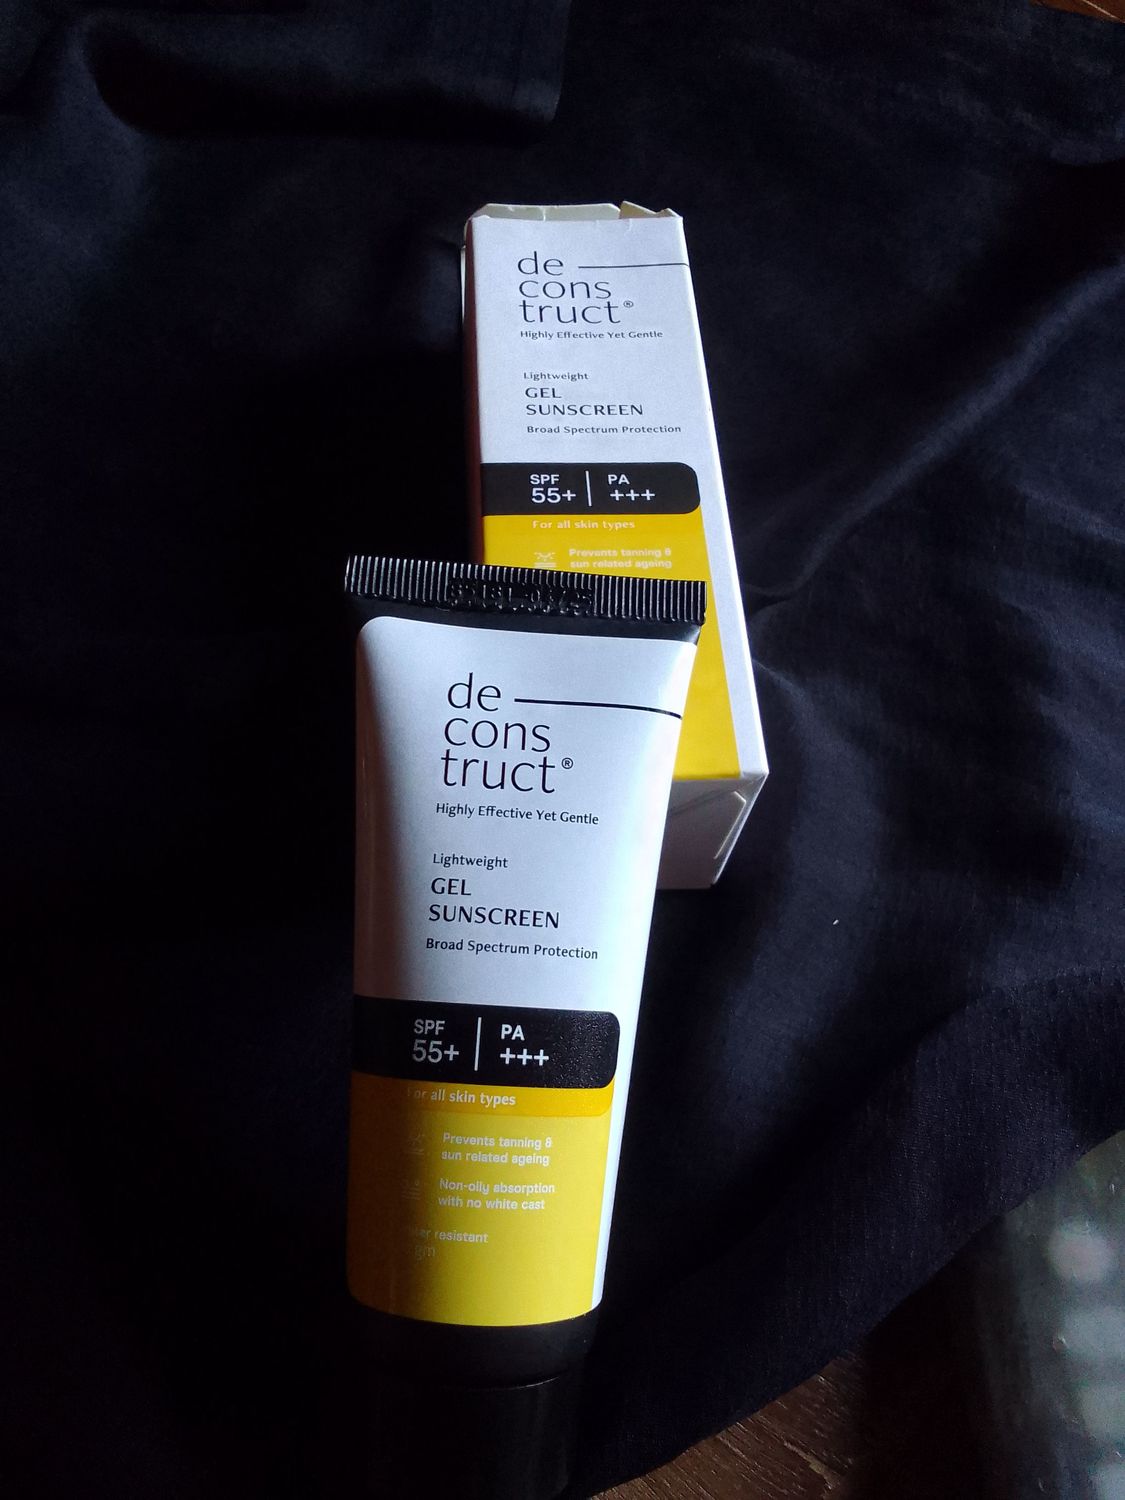 de
cons
truct®
Highly Effective Yet Gentle
Lightweight
GEL
SUNSCREEN
Broad Spectrum Protection
SPF
55+
PA
+++
For all skin types
Prevents tanning &
sun related ageing
de
cons
truct®
Highly Effective Yet Gentle
Lightweight
GEL
SUNSCREEN
Broad Spectrum Protection
SPF
55+
PA
+++
For all skin types
Prevents tanning &
sun related ageing
Non-oily absorption
with no white cast
resistant
gm